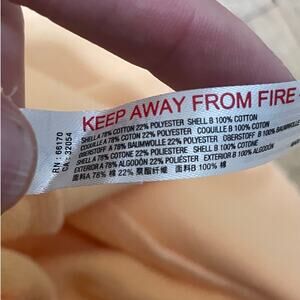 KEEP AWAY FROM FIRE
RN: 66170
CA: 32054
SHELL A 78% COTTON 22% POLYESTER SHELL B 100% COTTON
COQUILLE A 78% COTON 22% POLYESTER COQUILLE B 100% COTON
OBERSTOFF A 78% BAUMWOLLE 22% POLYESTER OBERSTOFF B 100% BAUMWOLLE
SHELL A 78% COTONE 22% POLIESTERE SHELL B 100% COTONE
EXTERIOR A 78% ALGODÓN 22% POLIÉSTER EXTERIOR B 100% ALGODÓN
面料A 78% 棉 22% 聚酯纤维 面料B 100% 棉